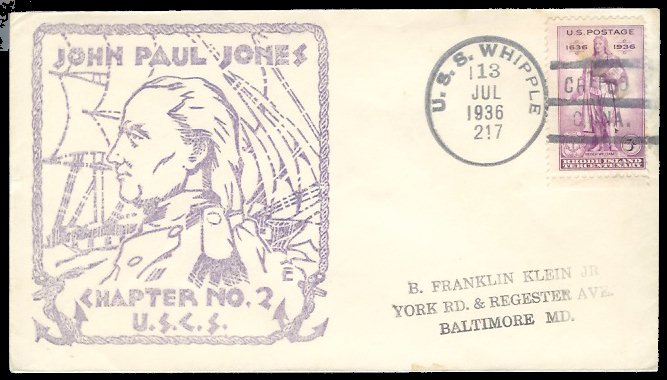 JOHN PAUL JONES
CHAPTER NO. 2
U.S.C.S.
U.S.S. WHIPPLE
13
JUL
1936
217
U.S. POSTAGE
1636 1936
CHINA.
RHODE ISLAND
TERCENTENARY
B. FRANKLIN KLEIN JR
YORK RD. & REGESTER AVE.
BALTIMORE MD.